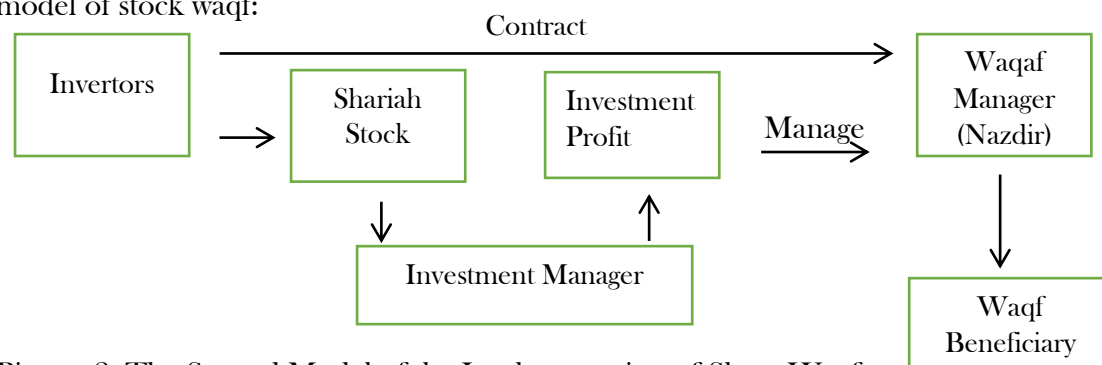 model of stock waqf:
Contract
Invertors
Shariah
Stock
Investment
Profit
Manage
Waqaf
Manager
(Nazdir)
Investment Manager
Waqf
Beneficiary